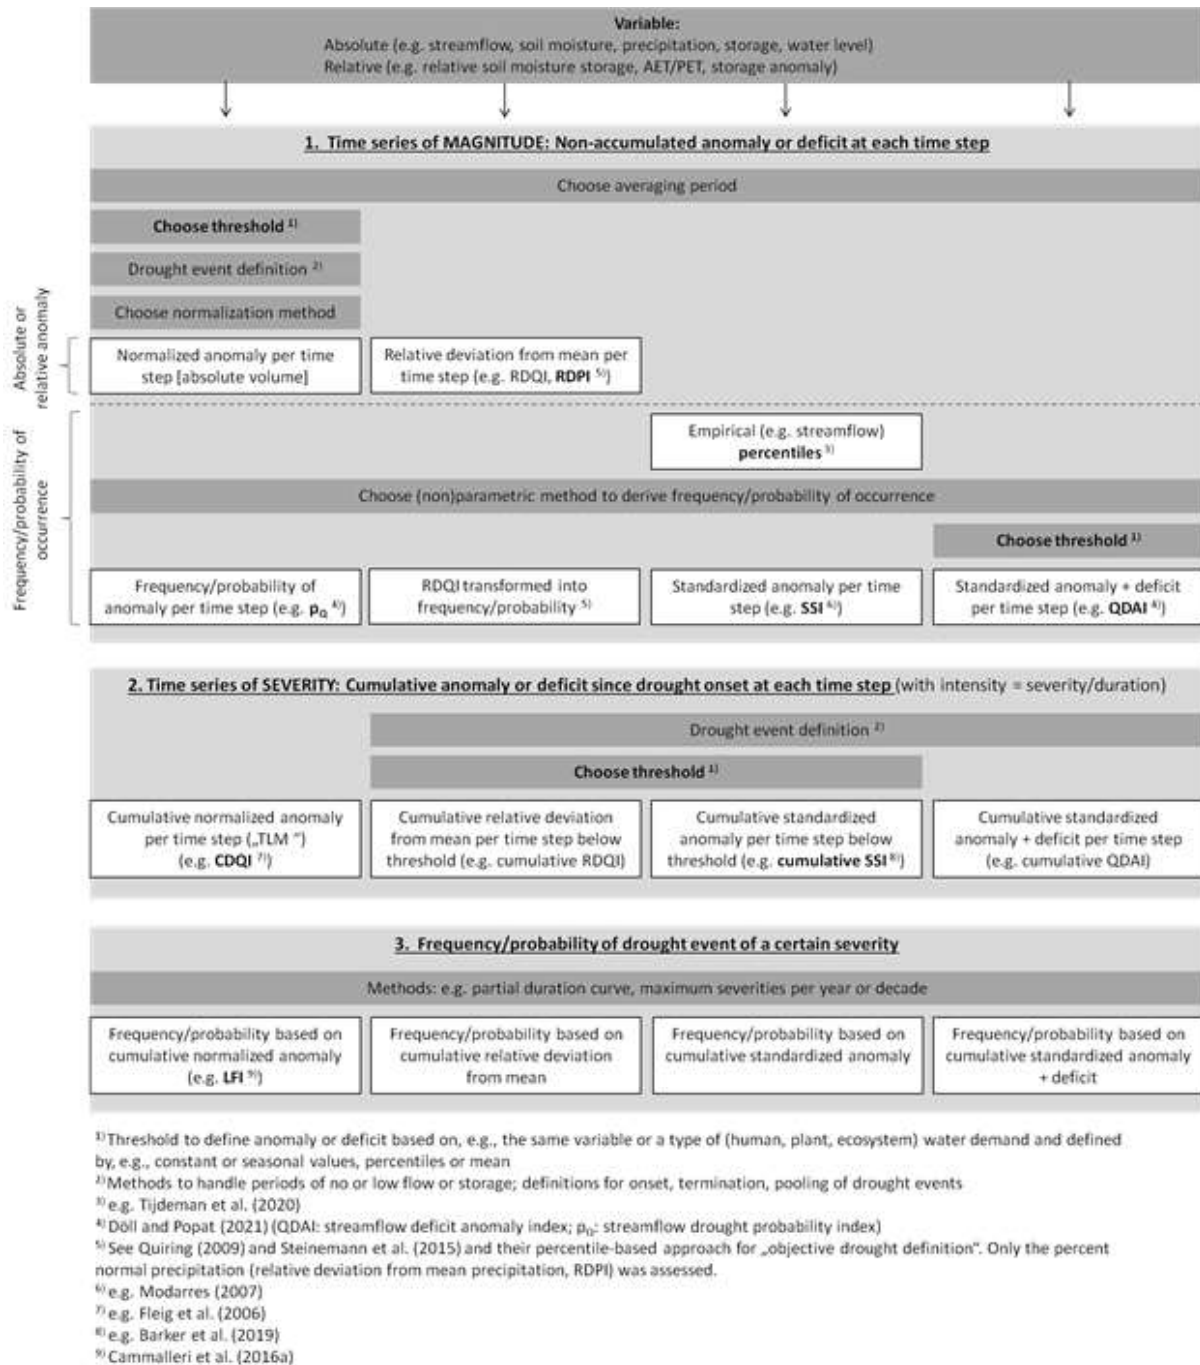 Variable:
Absolute (e.g. streamflow, soil moisture, precipitation, storage, water level)
Relative (e.g. relative soil moisture storage, AET/PET, storage anomaly)
1. Time series of MAGNITUDE: Non-accumulated anomaly or deficit at each time step
Choose averaging period
Choose threshold 1)
Drought event definition 2)
Choose normalization method
Absolute or
relative anomaly
Normalized anomaly per time
step [absolute volume]
Relative deviation from mean per
time step (e.g. RDQI, RDPI 5))
Frequency/probability of
occurrence
Empirical (e.g. streamflow)
percentiles 3)
Choose (non)parametric method to derive frequency/probability of occurrence
Choose threshold 1)
Frequency/probability of
anomaly per time step (e.g. pQ 4))
RDQI transformed into
frequency/probability 5)
Standardized anomaly per time
step (e.g. SSI 6))
Standardized anomaly + deficit
per time step (e.g. QDAI 4))
2. Time series of SEVERITY: Cumulative anomaly or deficit since drought onset at each time step (with intensity = severity/duration)
Drought event definition 2)
Choose threshold 1)
Cumulative normalized anomaly
per time step („TLM “)
(e.g. CDQI 7))
Cumulative relative deviation
from mean per time step below
threshold (e.g. cumulative RDQI)
Cumulative standardized
anomaly per time step below
threshold (e.g. cumulative SSI 8))
Cumulative standardized
anomaly + deficit per time step
(e.g. cumulative QDAI)
3. Frequency/probability of drought event of a certain severity
Methods: e.g. partial duration curve, maximum severities per year or decade
Frequency/probability based on
cumulative normalized anomaly
(e.g. LFI 9))
Frequency/probability based on
cumulative relative deviation
from mean
Frequency/probability based on
cumulative standardized anomaly
Frequency/probability based on
cumulative standardized anomaly
+ deficit
1) Threshold to define anomaly or deficit based on, e.g., the same variable or a type of (human, plant, ecosystem) water demand and defined
by, e.g., constant or seasonal values, percentiles or mean
2) Methods to handle periods of no or low flow or storage; definitions for onset, termination, pooling of drought events
3) e.g. Tijdeman et al. (2020)
4) Döll and Popat (2021) (QDAI: streamflow deficit anomaly index; pQ: streamflow drought probability index)
5) See Quiring (2009) and Steinemann et al. (2015) and their percentile-based approach for „objective drought definition“. Only the percent
normal precipitation (relative deviation from mean precipitation, RDPI) was assessed.
6) e.g. Modarres (2007)
7) e.g. Fleig et al. (2006)
8) e.g. Barker et al. (2019)
9) Cammalleri et al. (2016a)